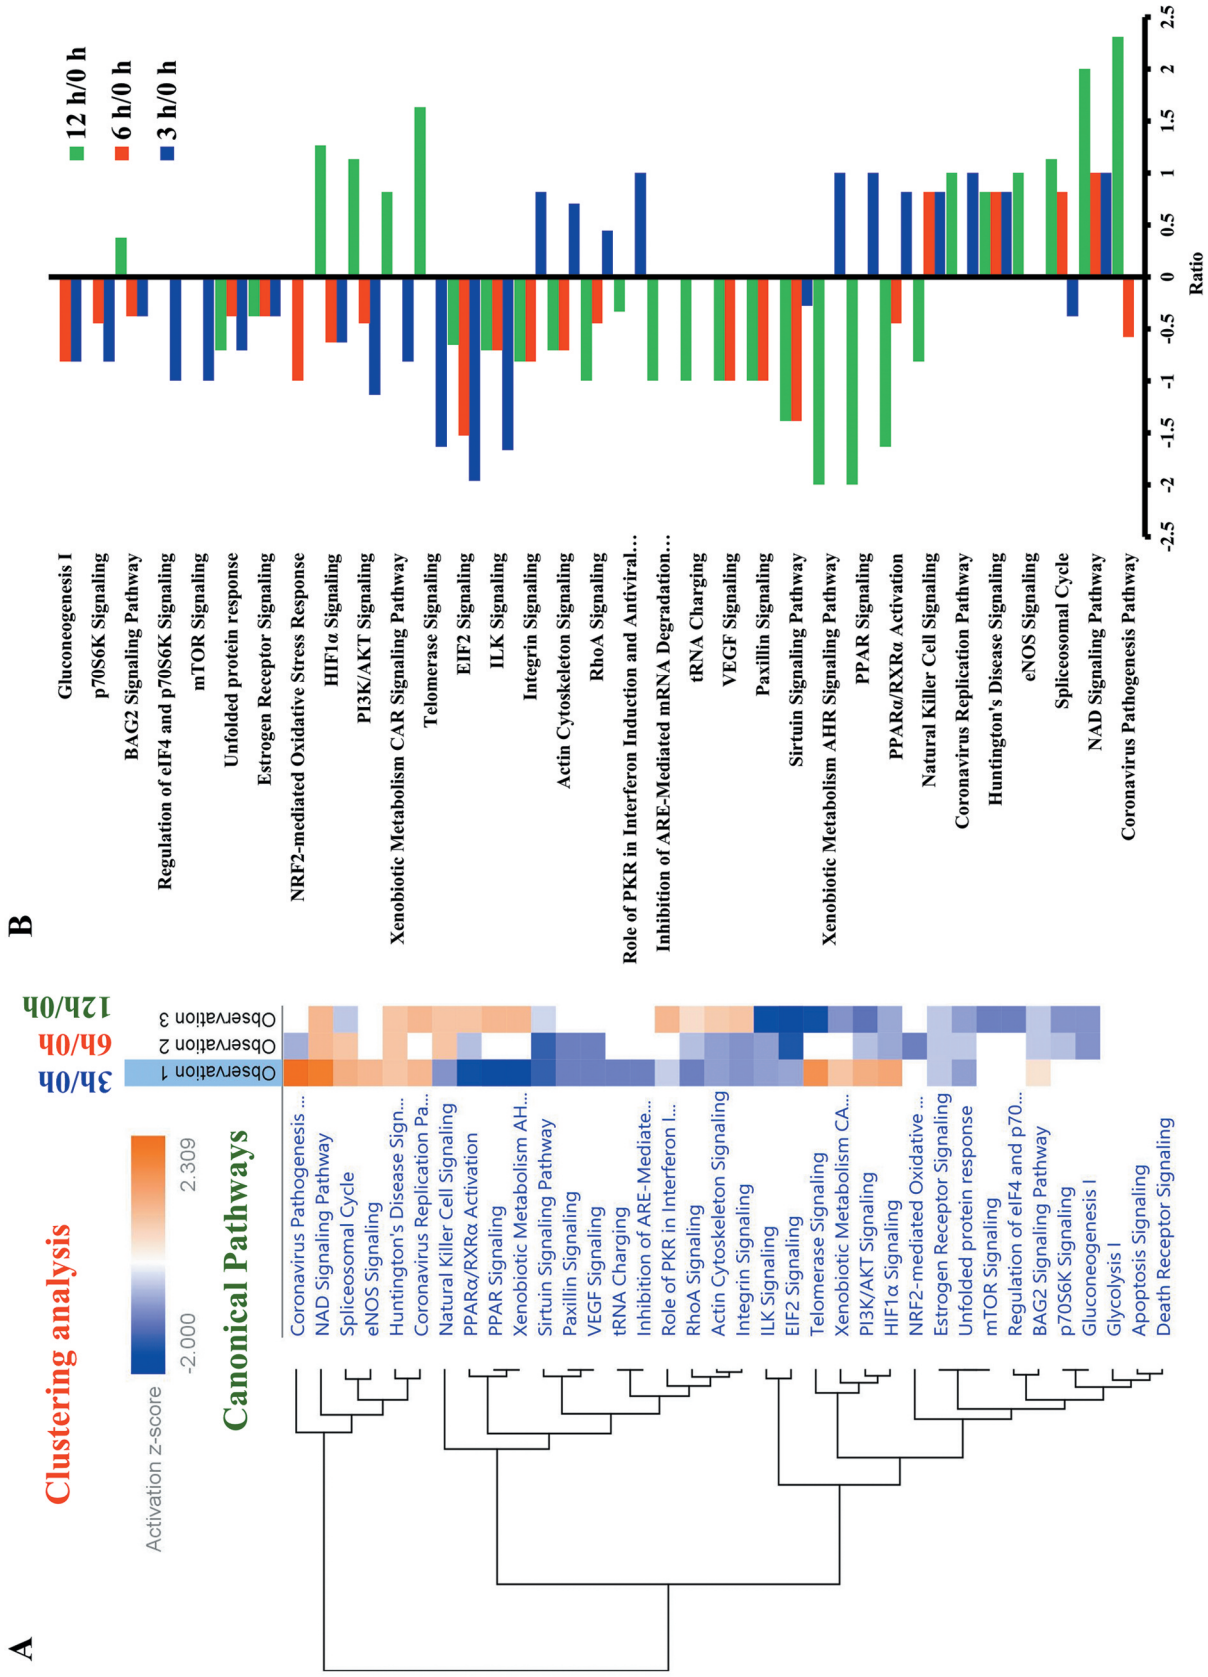 A
Clustering analysis
Activation z-score
-2.000
2.309
Canonical Pathways
3h/0h
6h/0h
12h/0h
Observation 1
Observation 2
Observation 3
Coronavirus Pathogenesis ...
NAD Signaling Pathway
Spliceosomal Cycle
eNOS Signaling
Huntington's Disease Sign...
Coronavirus Replication Pa...
Natural Killer Cell Signaling
PPARα/RXRα Activation
PPAR Signaling
Xenobiotic Metabolism AH...
Sirtuin Signaling Pathway
Paxillin Signaling
VEGF Signaling
tRNA Charging
Inhibition of ARE-Mediate...
Role of PKR in Interferon I...
RhoA Signaling
Actin Cytoskeleton Signaling
Integrin Signaling
ILK Signaling
EIF2 Signaling
Telomerase Signaling
Xenobiotic Metabolism CA...
PI3K/AKT Signaling
HIF1α Signaling
NRF2-mediated Oxidative ...
Estrogen Receptor Signaling
Unfolded protein response
mTOR Signaling
Regulation of eIF4 and p70...
BAG2 Signaling Pathway
p70S6K Signaling
Gluconeogenesis I
Glycolysis I
Apoptosis Signaling
Death Receptor Signaling
B
12 h/0 h
6 h/0 h
3 h/0 h
Gluconeogenesis I
p70S6K Signaling
BAG2 Signaling Pathway
Regulation of eIF4 and p70S6K Signaling
mTOR Signaling
Unfolded protein response
Estrogen Receptor Signaling
NRF2-mediated Oxidative Stress Response
HIF1α Signaling
PI3K/AKT Signaling
Xenobiotic Metabolism CAR Signaling Pathway
Telomerase Signaling
EIF2 Signaling
ILK Signaling
Integrin Signaling
Actin Cytoskeleton Signaling
RhoA Signaling
Role of PKR in Interferon Induction and Antiviral…
Inhibition of ARE-Mediated mRNA Degradation…
tRNA Charging
VEGF Signaling
Paxillin Signaling
Sirtuin Signaling Pathway
Xenobiotic Metabolism AHR Signaling Pathway
PPAR Signaling
PPARα/RXRα Activation
Natural Killer Cell Signaling
Coronavirus Replication Pathway
Huntington's Disease Signaling
eNOS Signaling
Spliceosomal Cycle
NAD Signaling Pathway
Coronavirus Pathogenesis Pathway
-2.5 -2 -1.5 -1 -0.5 0 0.5 1 1.5 2 2.5
Ratio